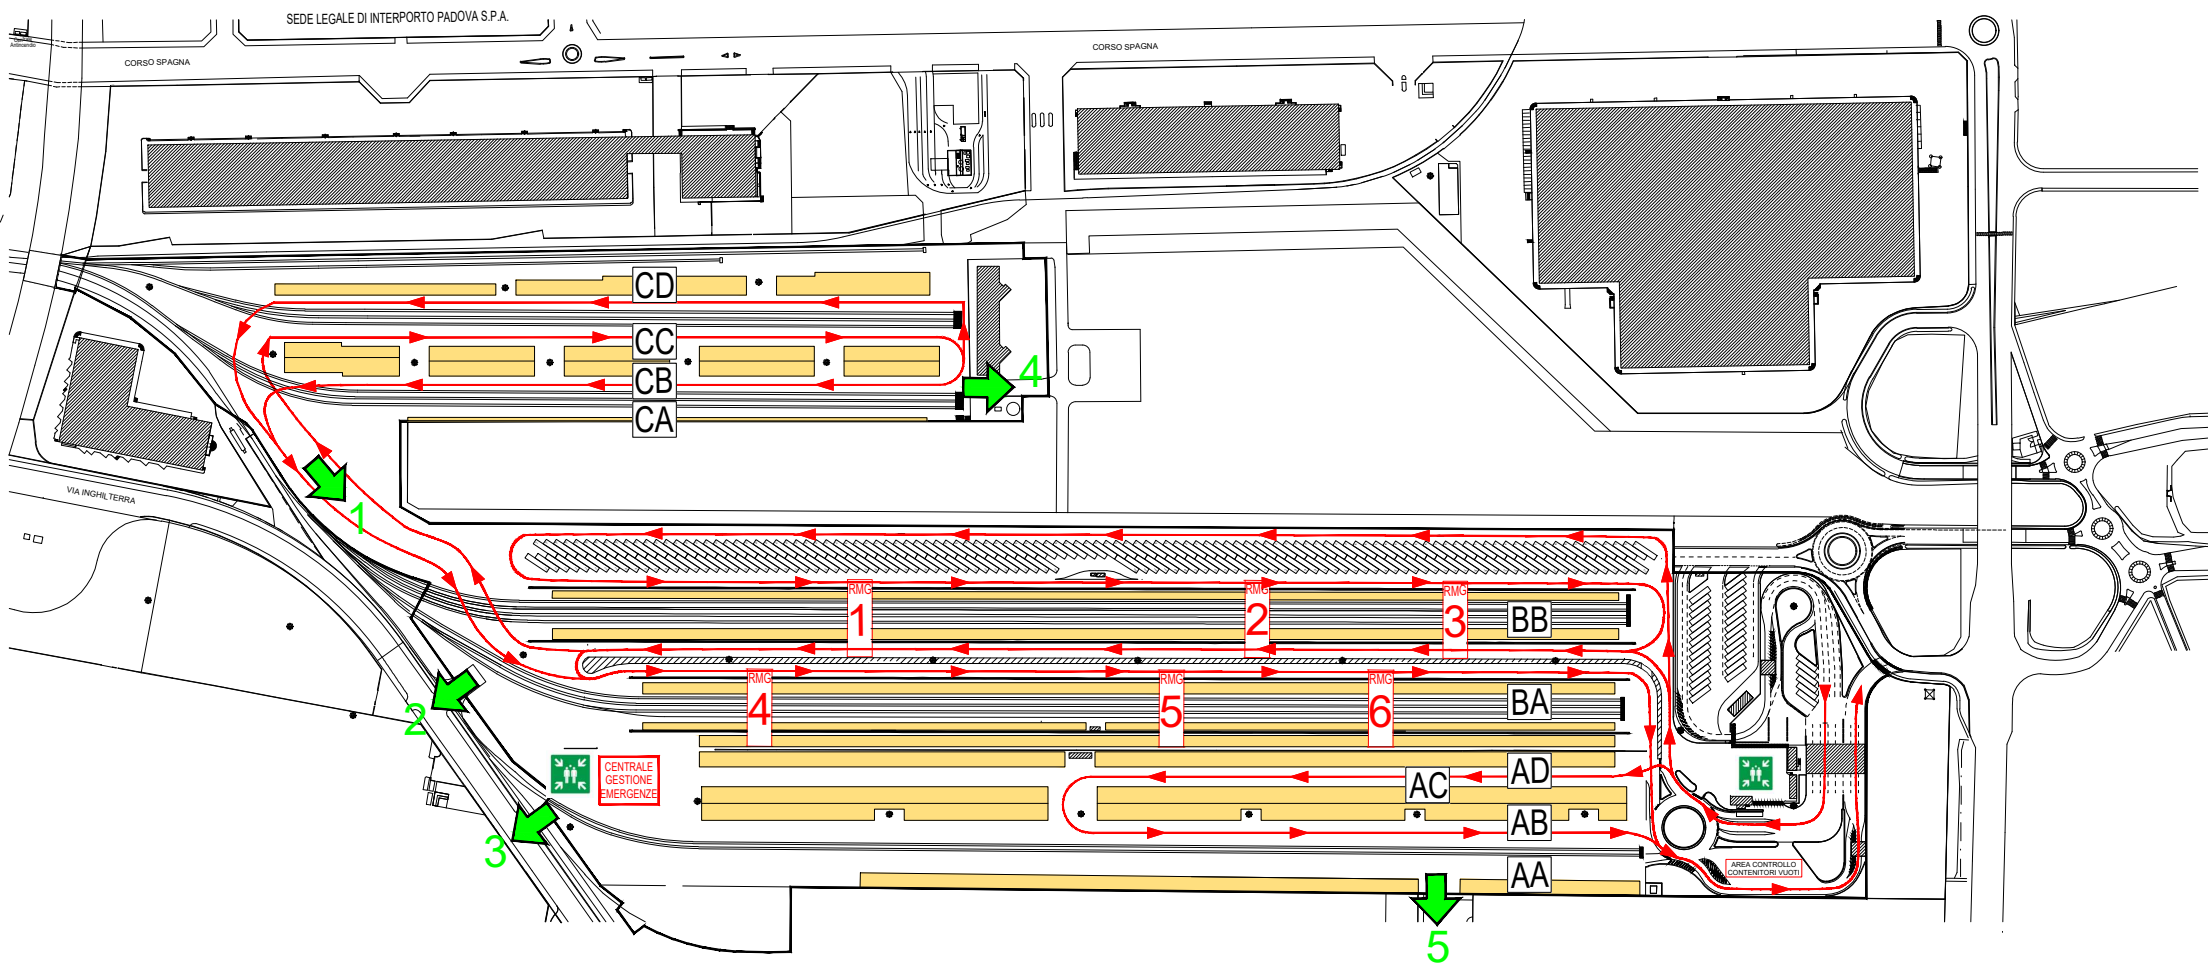 SEDE LEGALE DI INTERPORTO PADOVA S.P.A.
CORSO SPAGNA
CORSO SPAGNA
CD
CC
CB
CA
4
1
VIA INGHILTERRA
RMG
1
RMG
2
RMG
3
BB
RMG
4
RMG
5
RMG
6
BA
2
CENTRALE
GESTIONE
EMERGENZE
AD
AC
AB
3
AREA CONTROLLO
CONTENITORI VUOTI
AA
5